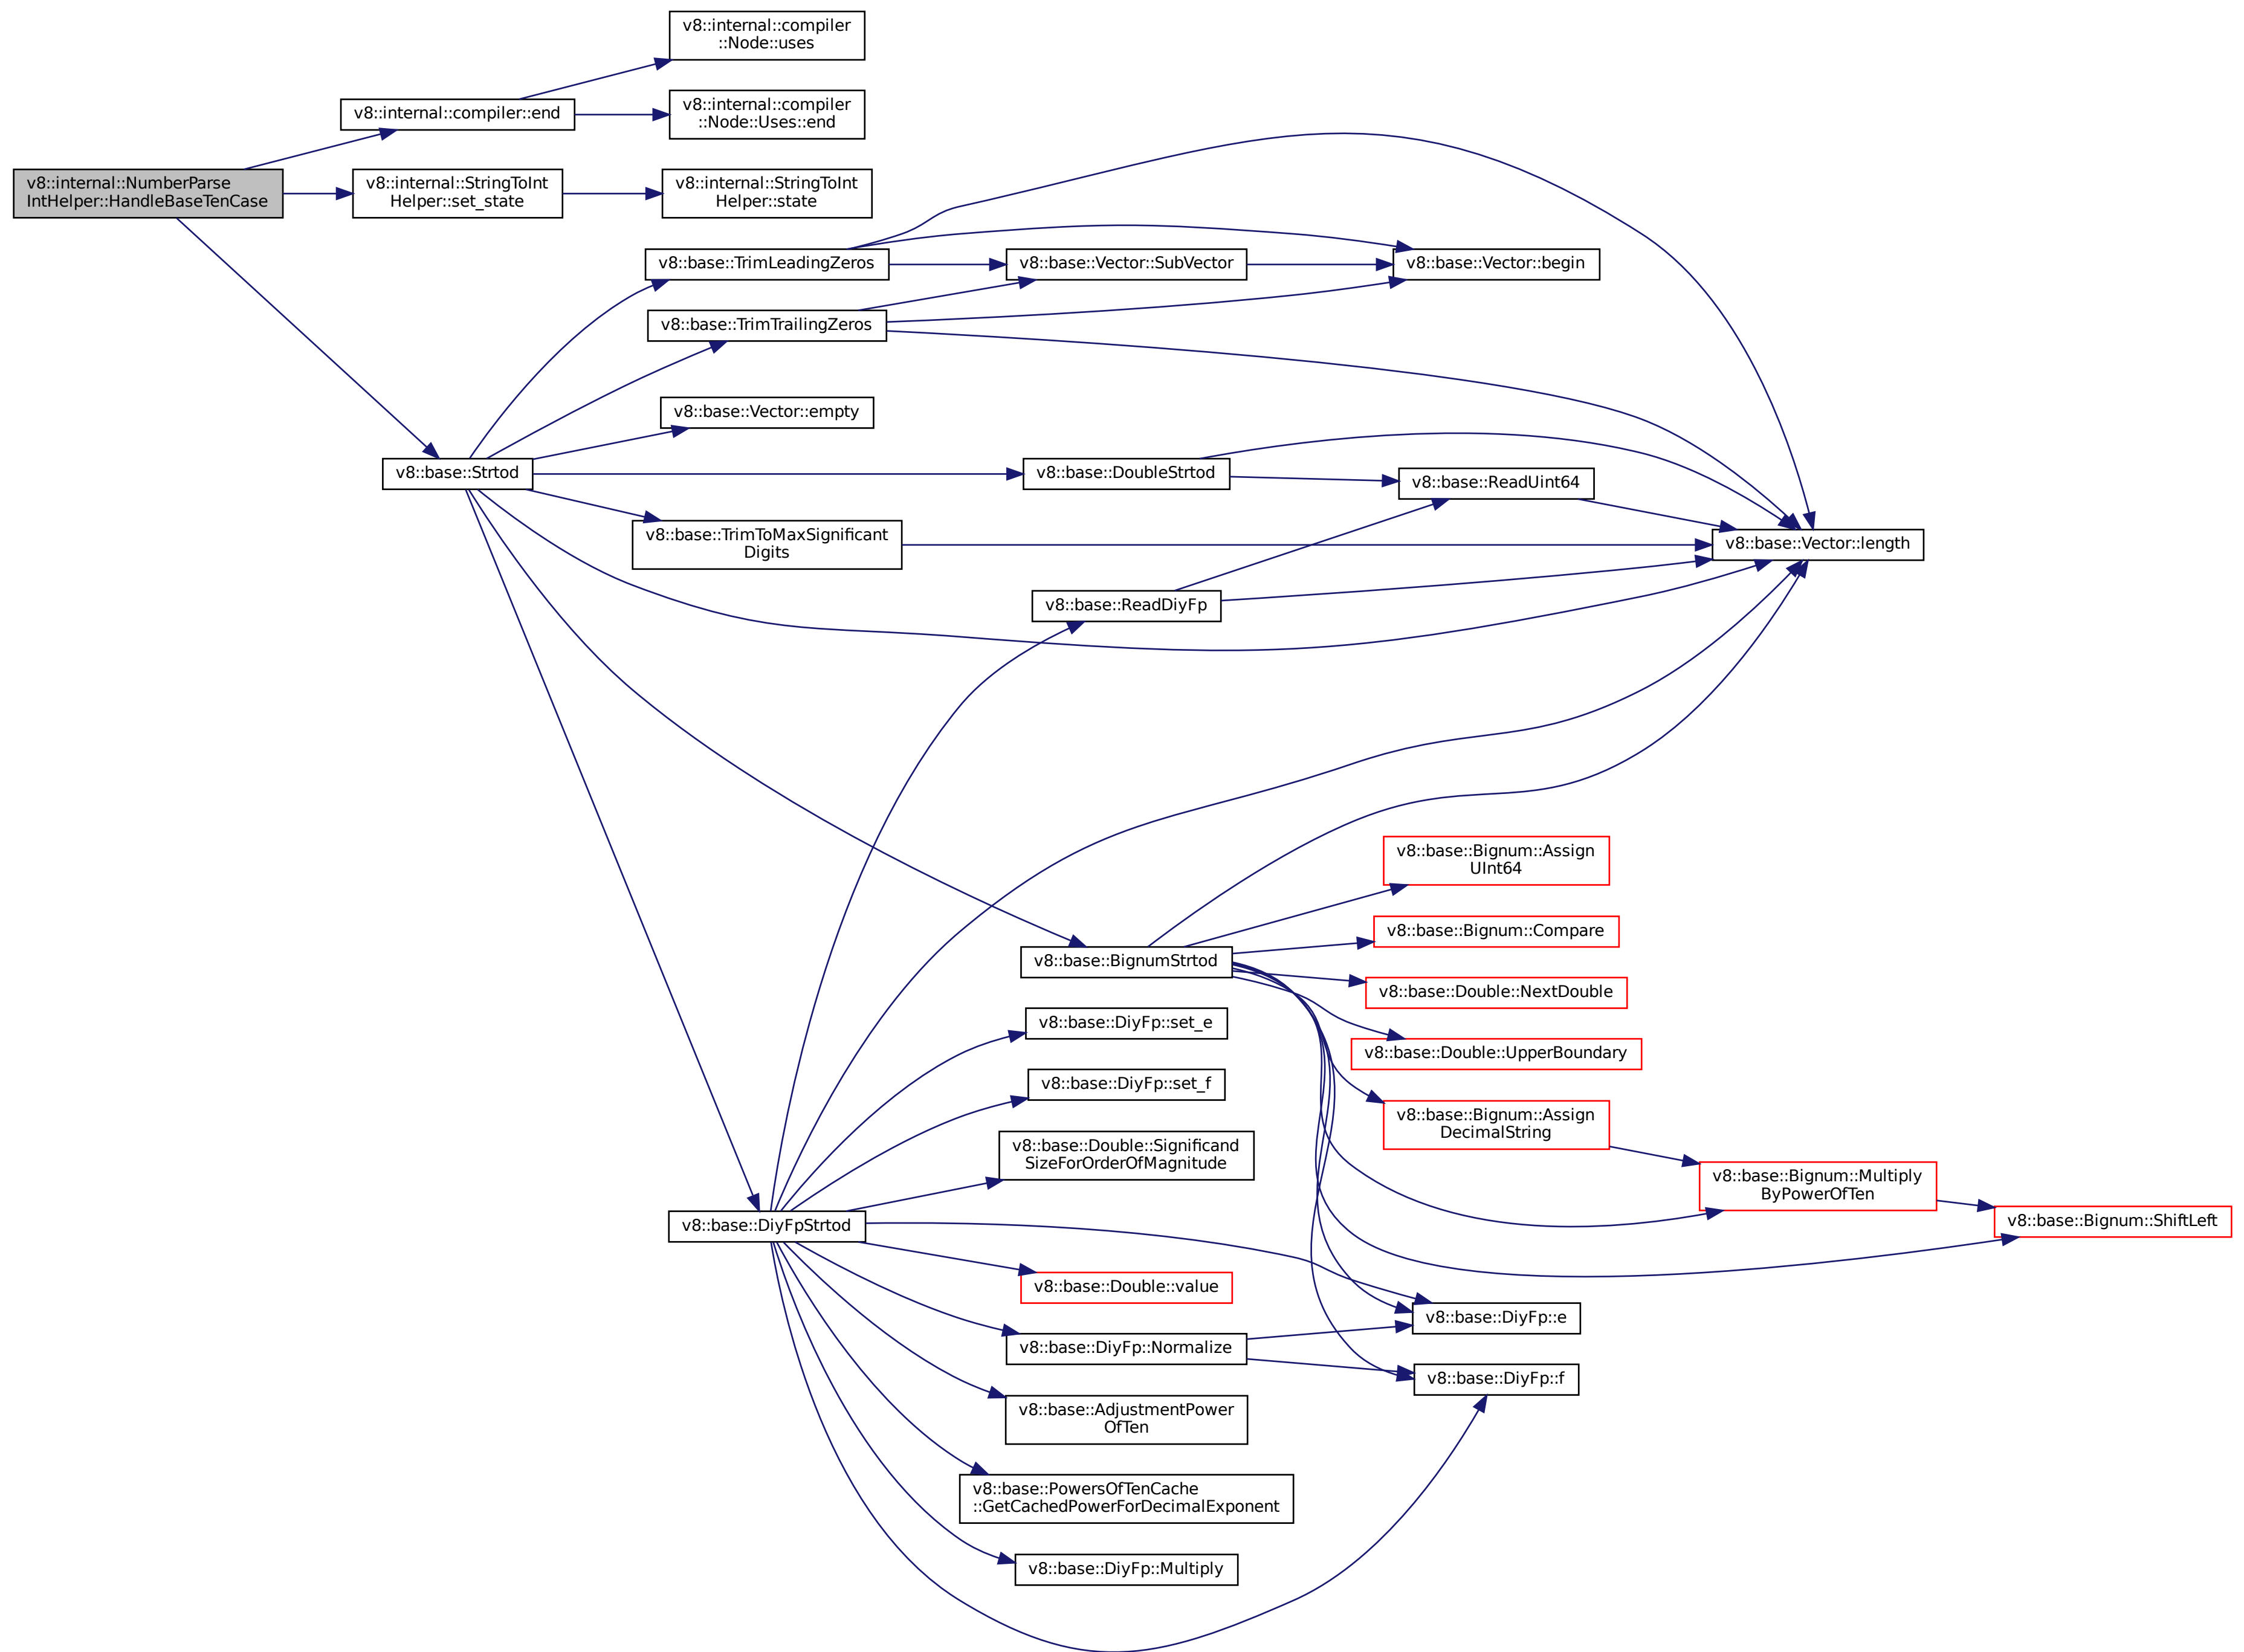 v8::internal::compiler
::Node::uses
v8::internal::compiler::end
v8::internal::compiler
::Node::Uses::end
v8::internal::NumberParse
IntHelper::HandleBaseTenCase
v8::internal::StringToInt
Helper::set_state
v8::internal::StringToInt
Helper::state
v8::base::TrimLeadingZeros
v8::base::Vector::SubVector
v8::base::Vector::begin
v8::base::TrimTrailingZeros
v8::base::Vector::empty
v8::base::Strtod
v8::base::DoubleStrtod
v8::base::ReadUint64
v8::base::TrimToMaxSignificant
Digits
v8::base::Vector::length
v8::base::ReadDiyFp
v8::base::Bignum::Assign
UInt64
v8::base::Bignum::Compare
v8::base::BignumStrtod
v8::base::Double::NextDouble
v8::base::DiyFp::set_e
v8::base::Double::UpperBoundary
v8::base::DiyFp::set_f
v8::base::Bignum::Assign
DecimalString
v8::base::Double::Significand
SizeForOrderOfMagnitude
v8::base::Bignum::Multiply
ByPowerOfTen
v8::base::DiyFpStrtod
v8::base::Bignum::ShiftLeft
v8::base::Double::value
v8::base::DiyFp::e
v8::base::DiyFp::Normalize
v8::base::DiyFp::f
v8::base::AdjustmentPower
OfTen
v8::base::PowersOfTenCache
::GetCachedPowerForDecimalExponent
v8::base::DiyFp::Multiply